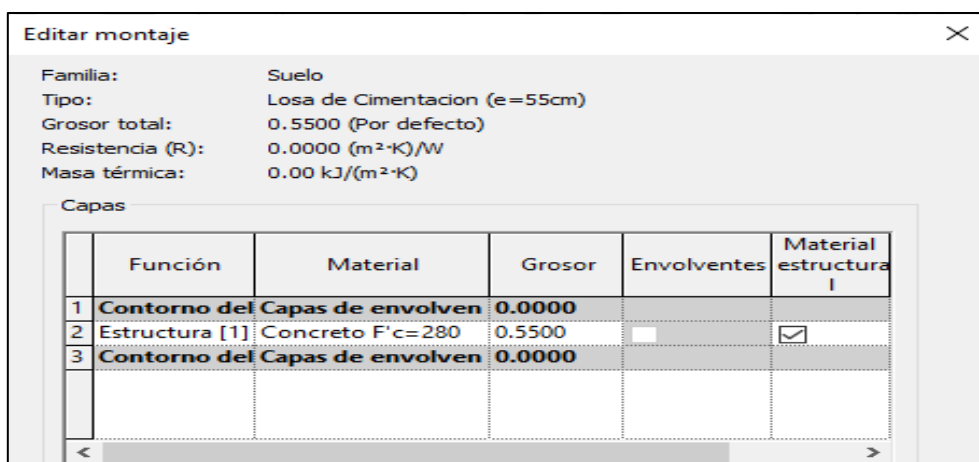 Editar montaje
Familia: Suelo
Tipo: Losa de Cimentacion (e=55cm)
Grosor total: 0.5500 (Por defecto)
Resistencia (R): 0.0000 (m²·K)/W
Masa térmica: 0.00 kJ/(m²·K)
Capas
Función Material Grosor Envolventes Material estructural
1 Contorno del Capas de envolven 0.0000
2 Estructura [1] Concreto F'c=280 0.5500
3 Contorno del Capas de envolven 0.0000